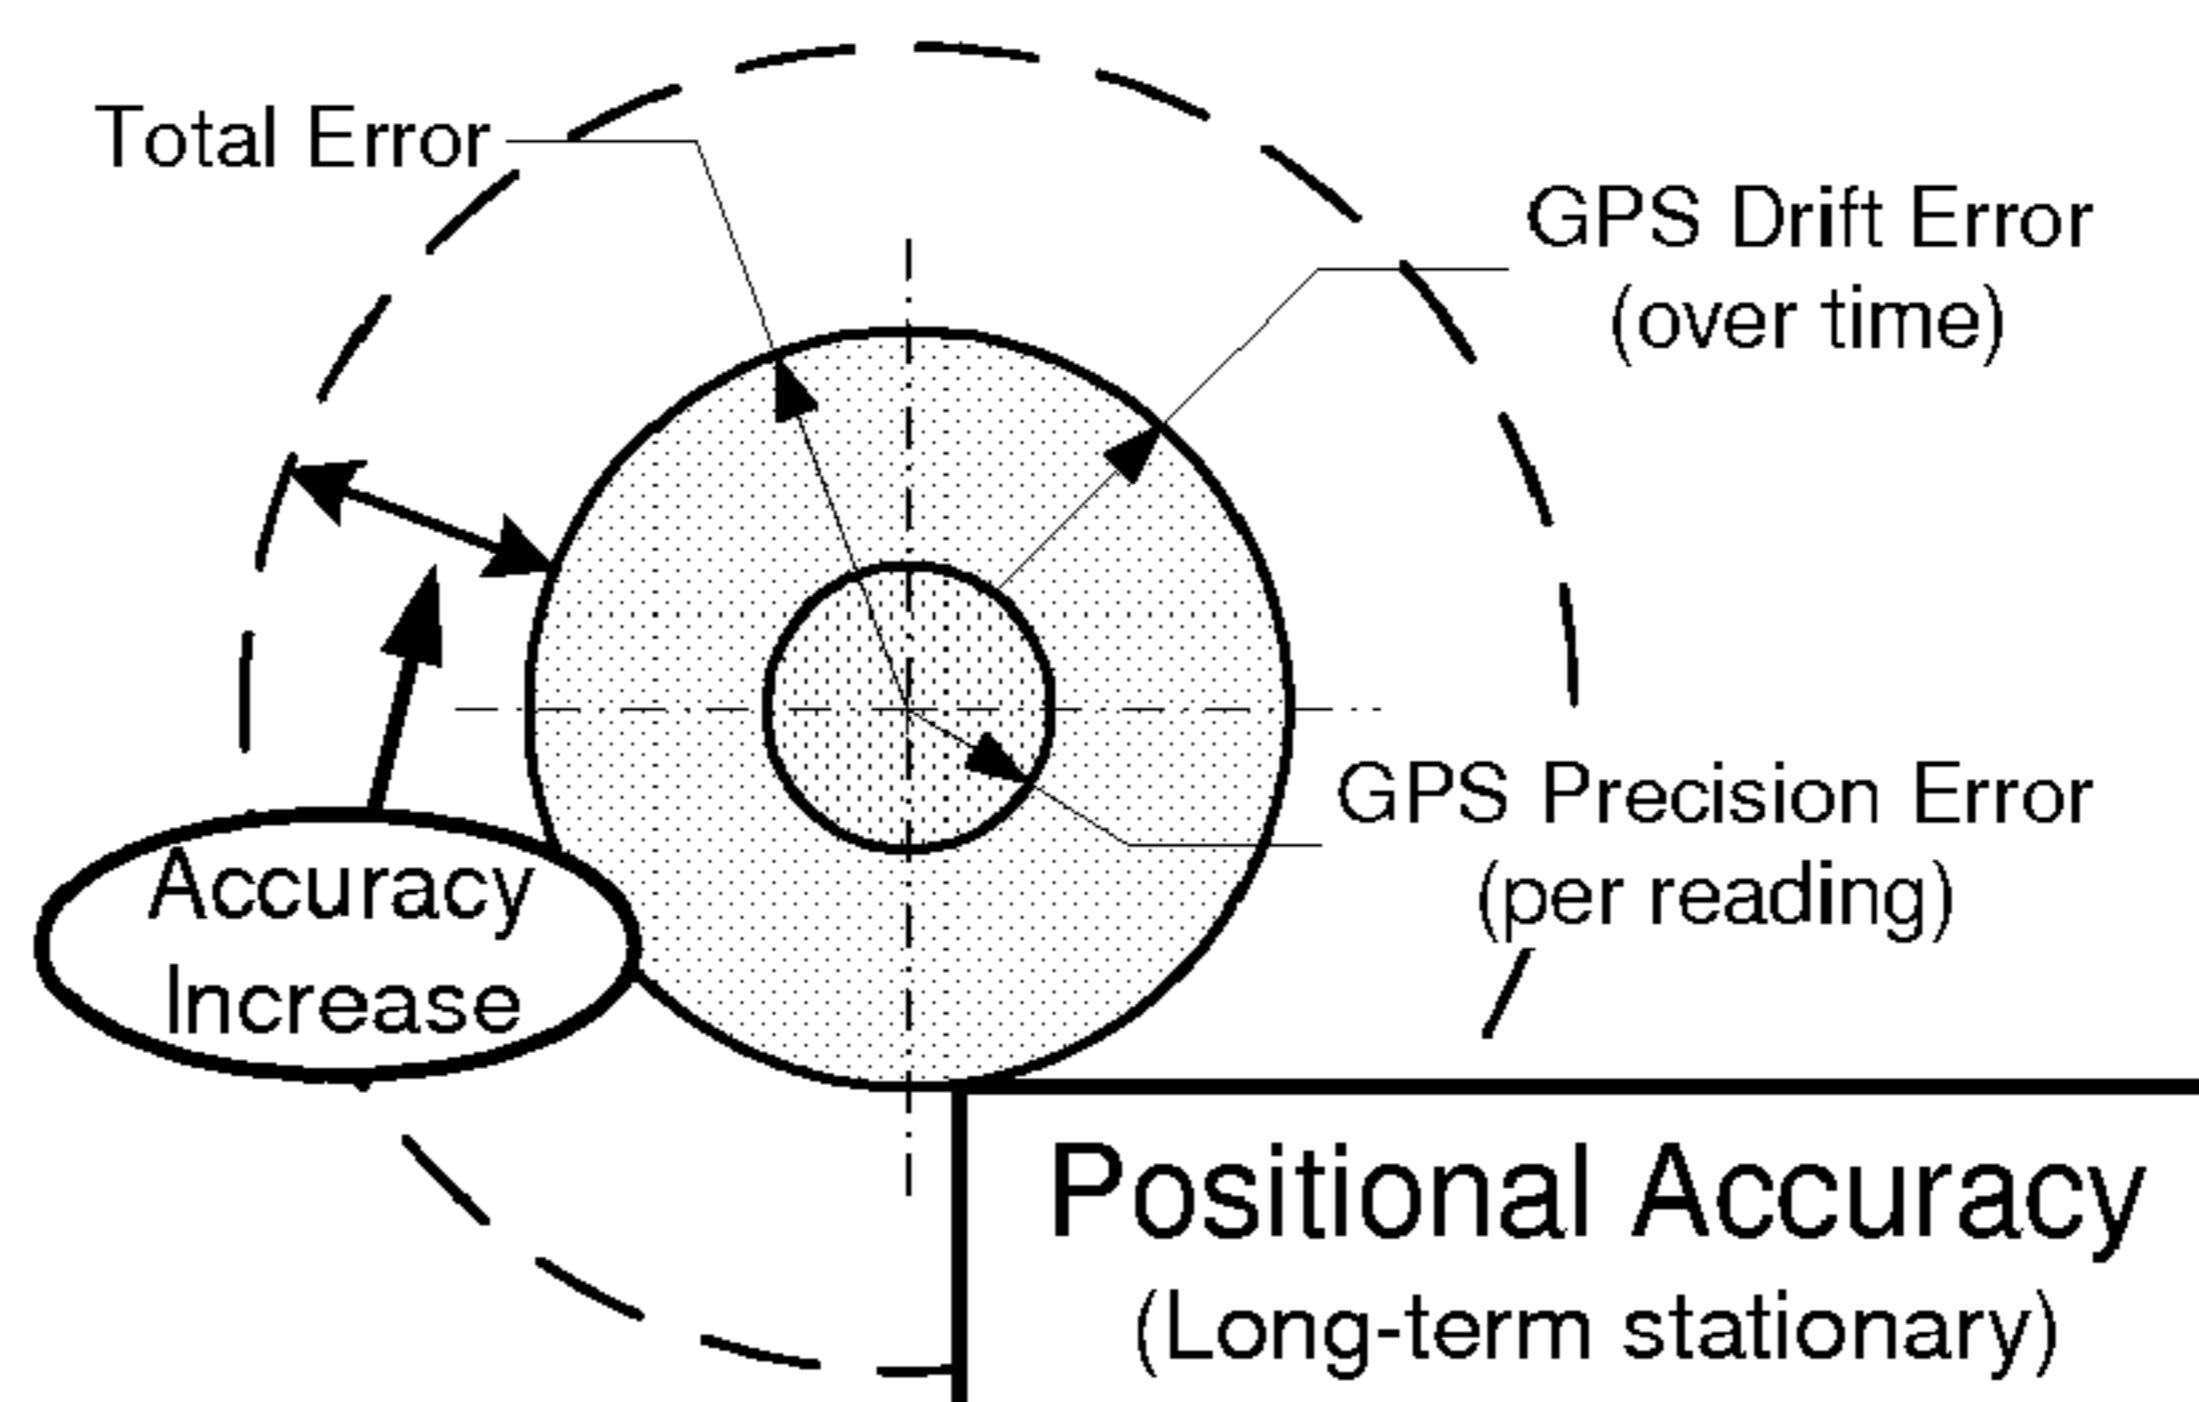 Total Error
GPS Drift Error
(over time)
GPS Precision Error
(per reading)
Accuracy
Increase
Positional Accuracy
(Long-term stationary)